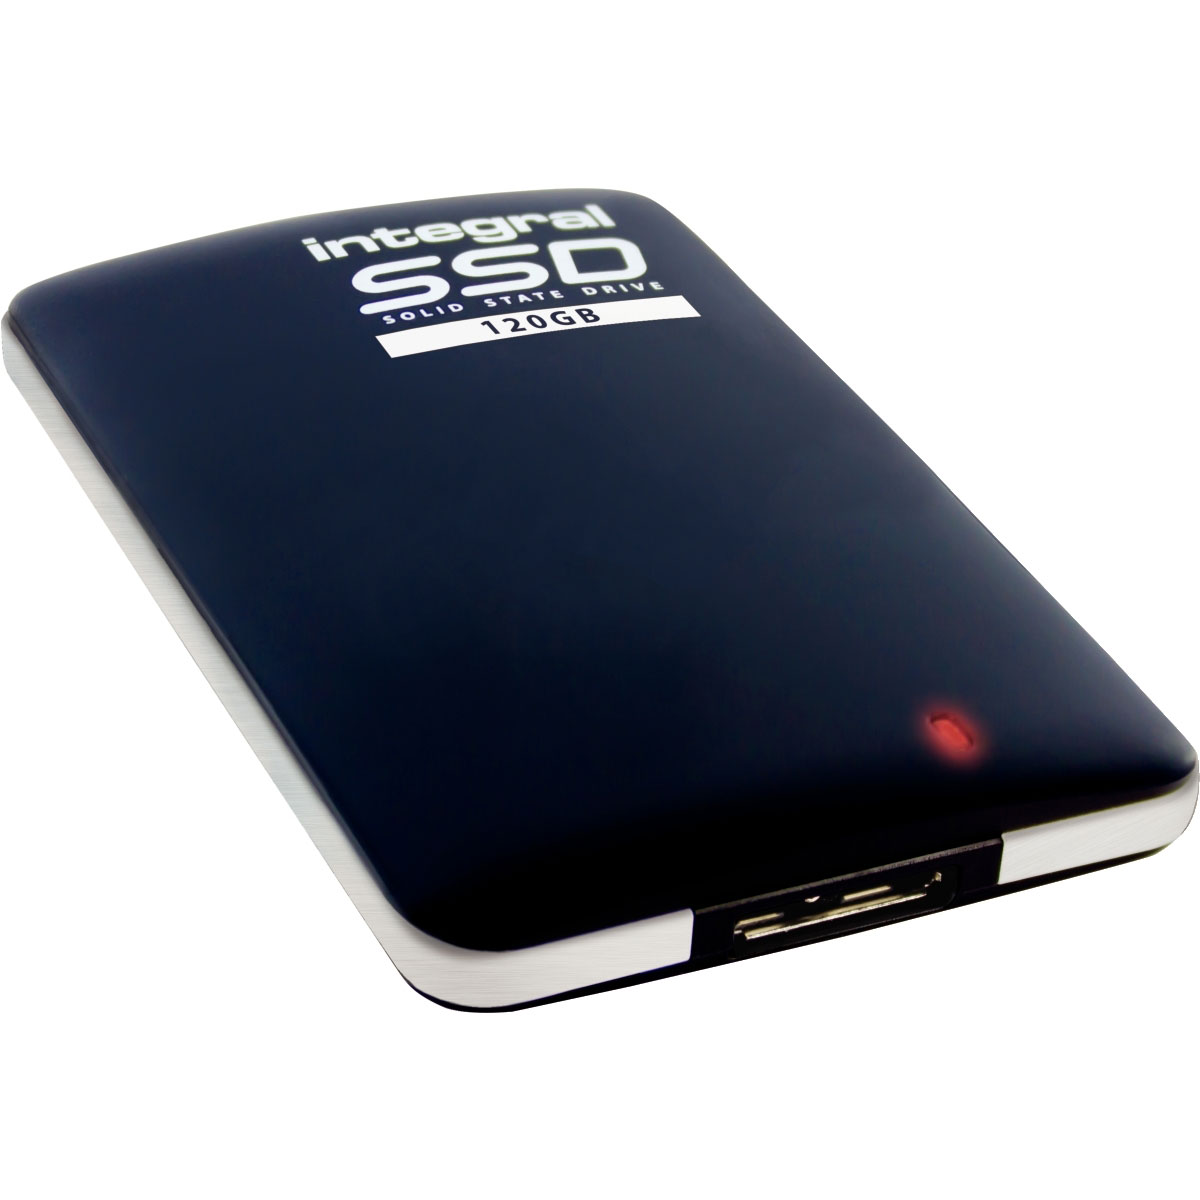 integral
SSD
SOLID STATE DRIVE
120GB